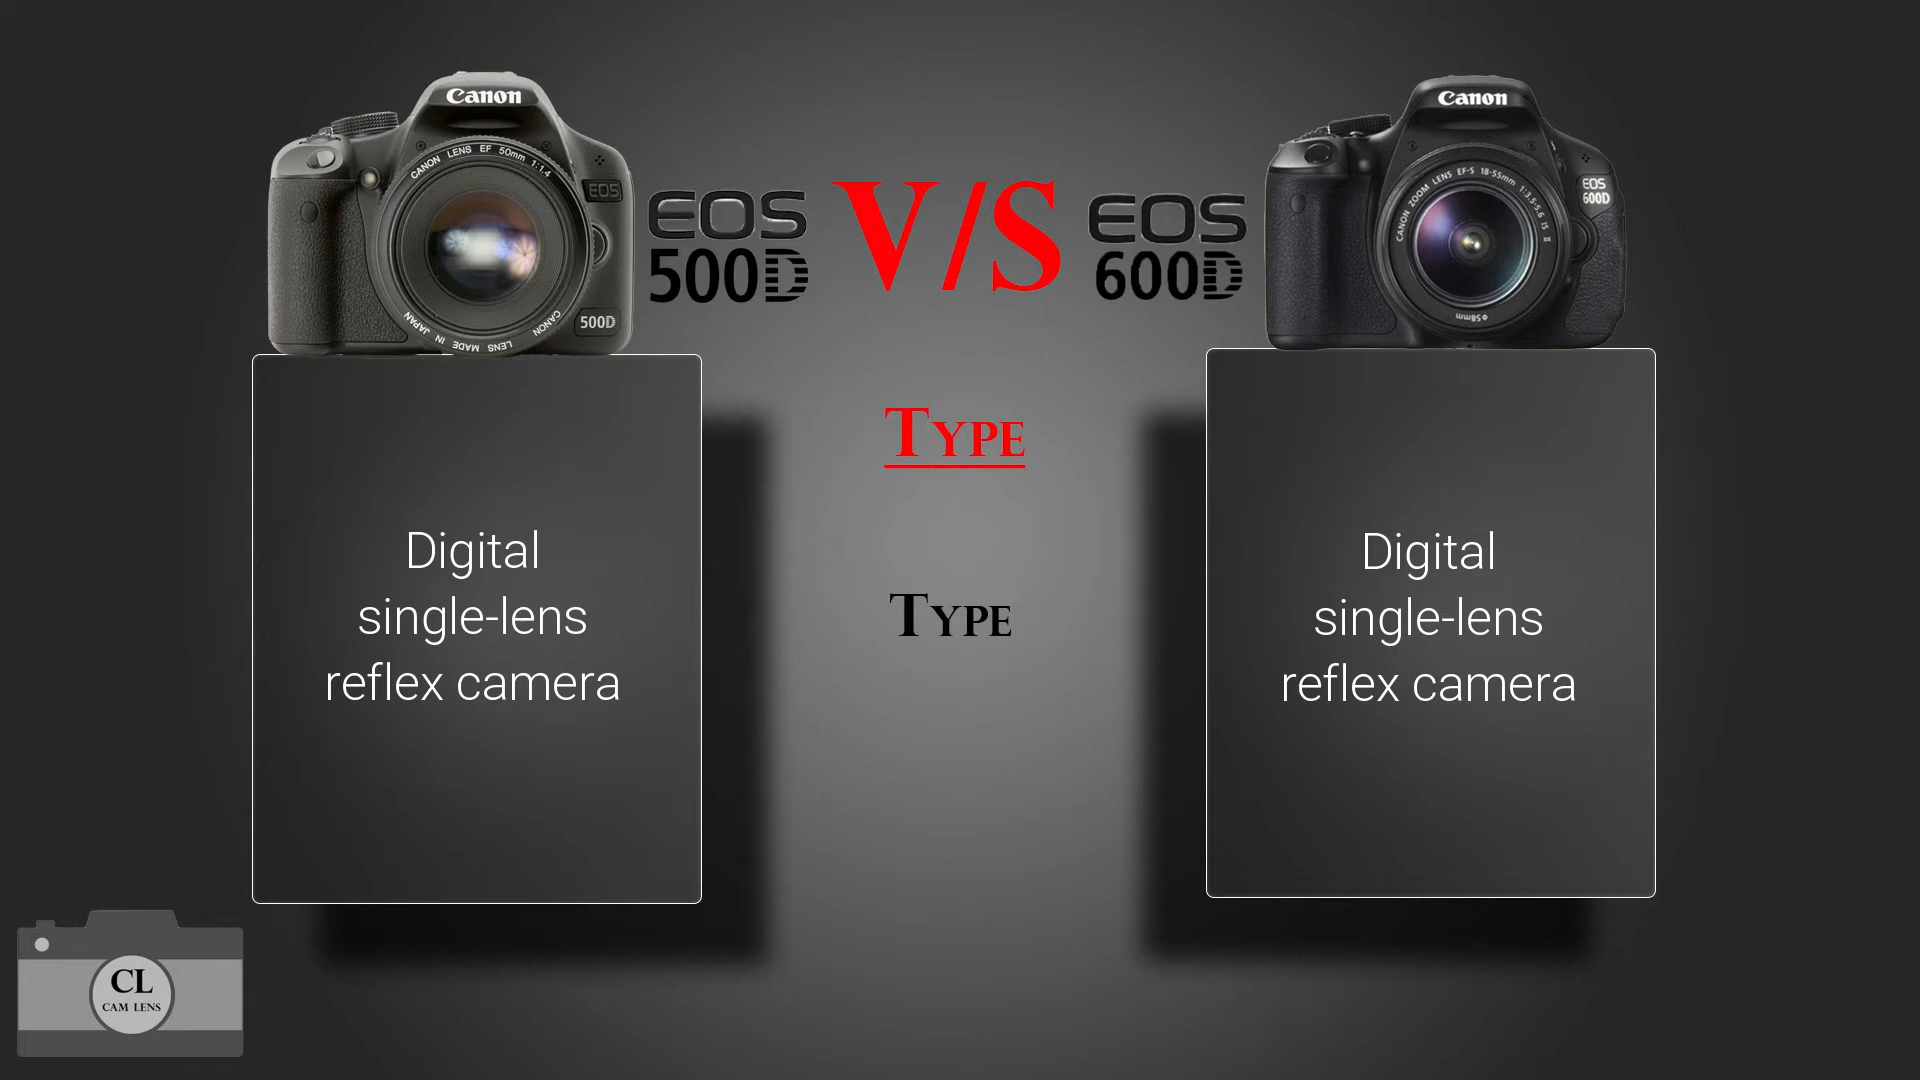 Canon
CANON LENS EF 50mm 1:1.4
EOS
500D
CANON LENS MADE IN JAPAN
EOS
500D
V/S
EOS
600D
Canon
CANON ZOOM LENS EF-S 18-55mm 1:3.5-5.6 IS II
EOS
600D
Φ58mm
TYPE
Digital
single-lens
reflex camera
TYPE
Digital
single-lens
reflex camera
CL
CAM LENS